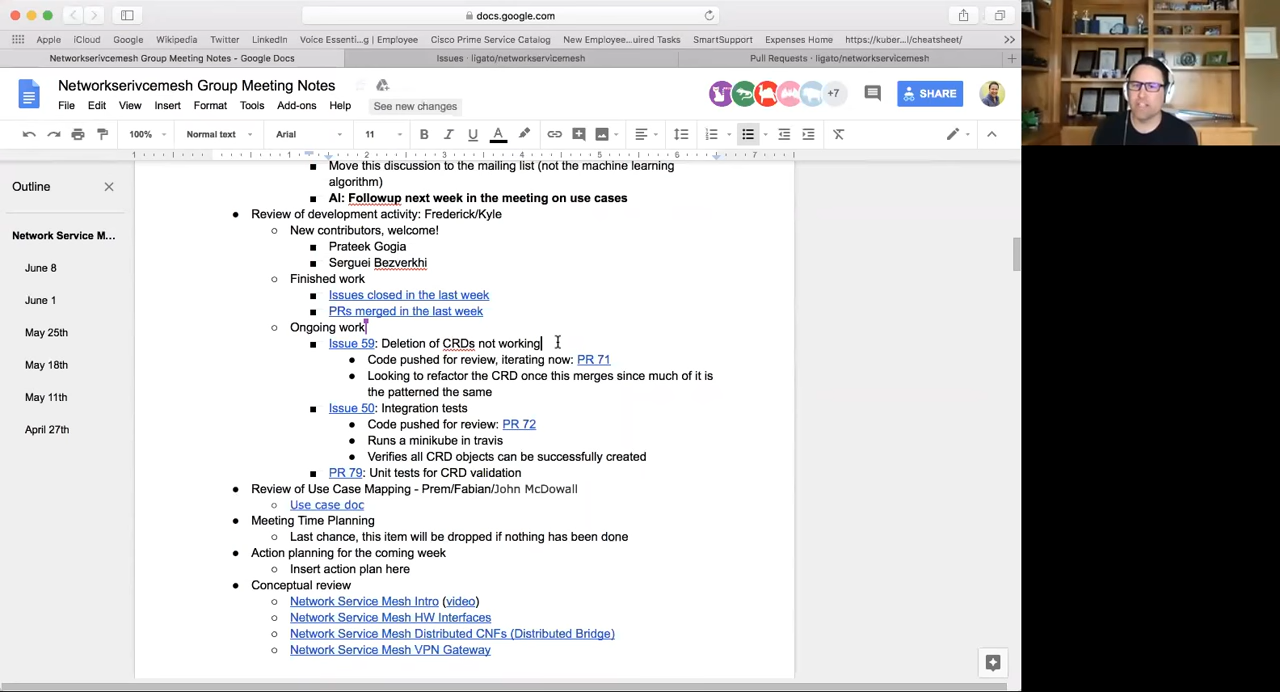 docs.google.com
Apple iCloud Google Wikipedia Twitter LinkedIn Voice Essenti...g | Employee Cisco Prime Service Catalog New Employee...uired Tasks SmartSupport Expenses Home https://kuber...l/cheatsheet/
Networkserivcemesh Group Meeting Notes - Google Docs
Issues · ligato/networkservicemesh
Pull Requests · ligato/networkservicemesh
Networkserivcemesh Group Meeting Notes
File Edit View Insert Format Tools Add-ons Help
See new changes
+7
SHARE
100% Normal text Arial 11
1 1 2 3 4 5 6 7
Outline
Network Service M...
June 8
June 1
May 25th
May 18th
May 11th
April 27th
Move this discussion to the mailing list (not the machine learning
algorithm)
AI: Followup next week in the meeting on use cases
Review of development activity: Frederick/Kyle
New contributors, welcome!
Prateek Gogia
Serguei Bezverkhi
Finished work
Issues closed in the last week
PRs merged in the last week
Ongoing work
Issue 59: Deletion of CRDs not working
Code pushed for review, iterating now: PR 71
Looking to refactor the CRD once this merges since much of it is
the patterned the same
Issue 50: Integration tests
Code pushed for review: PR 72
Runs a minikube in travis
Verifies all CRD objects can be successfully created
PR 79: Unit tests for CRD validation
Review of Use Case Mapping - Prem/Fabian/John McDowall
Use case doc
Meeting Time Planning
Last chance, this item will be dropped if nothing has been done
Action planning for the coming week
Insert action plan here
Conceptual review
Network Service Mesh Intro (video)
Network Service Mesh HW Interfaces
Network Service Mesh Distributed CNFs (Distributed Bridge)
Network Service Mesh VPN Gateway